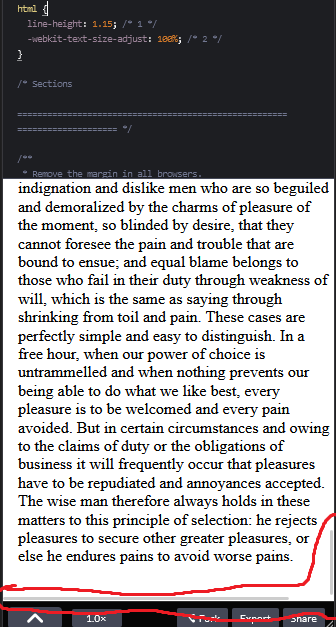 html {
line-height: 1.15; /* 1 */
-webkit-text-size-adjust: 100%; /* 2 */
}
/* Sections
======================================================
==================== */
/**
* Remove the margin in all browsers.
indignation and dislike men who are so beguiled
and demoralized by the charms of pleasure of
the moment, so blinded by desire, that they
cannot foresee the pain and trouble that are
bound to ensue; and equal blame belongs to
those who fail in their duty through weakness of
will, which is the same as saying through
shrinking from toil and pain. These cases are
perfectly simple and easy to distinguish. In a
free hour, when our power of choice is
untrammelled and when nothing prevents our
being able to do what we like best, every
pleasure is to be welcomed and every pain
avoided. But in certain circumstances and owing
to the claims of duty or the obligations of
business it will frequently occur that pleasures
have to be repudiated and annoyances accepted.
The wise man therefore always holds in these
matters to this principle of selection: he rejects
pleasures to secure other greater pleasures, or
else he endures pains to avoid worse pains.
1.0× Fork Export Share